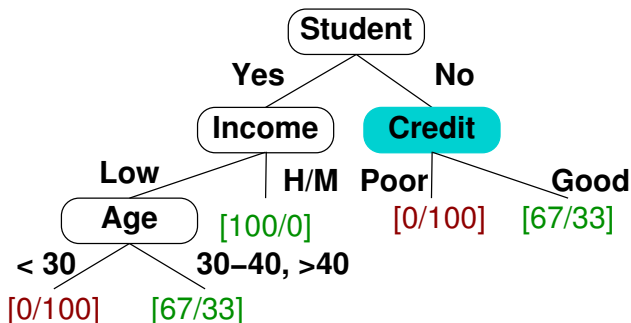 Student
Yes No
Income Credit
Low H/M Poor Good
Age [100/0] [0/100] [67/33]
< 30 30–40, >40
[0/100] [67/33]